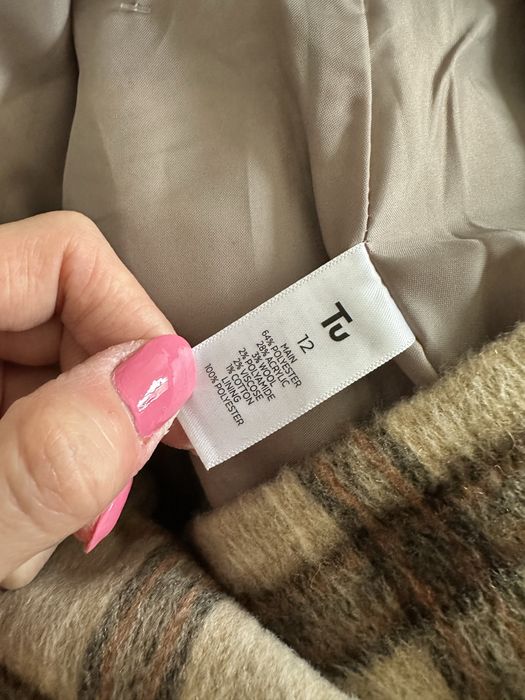 Tu
12
MAIN
64% POLYESTER
28% ACRYLIC
3% WOOL
2% POLYAMIDE
2% VISCOSE
1% COTTON
LINING
100% POLYESTER